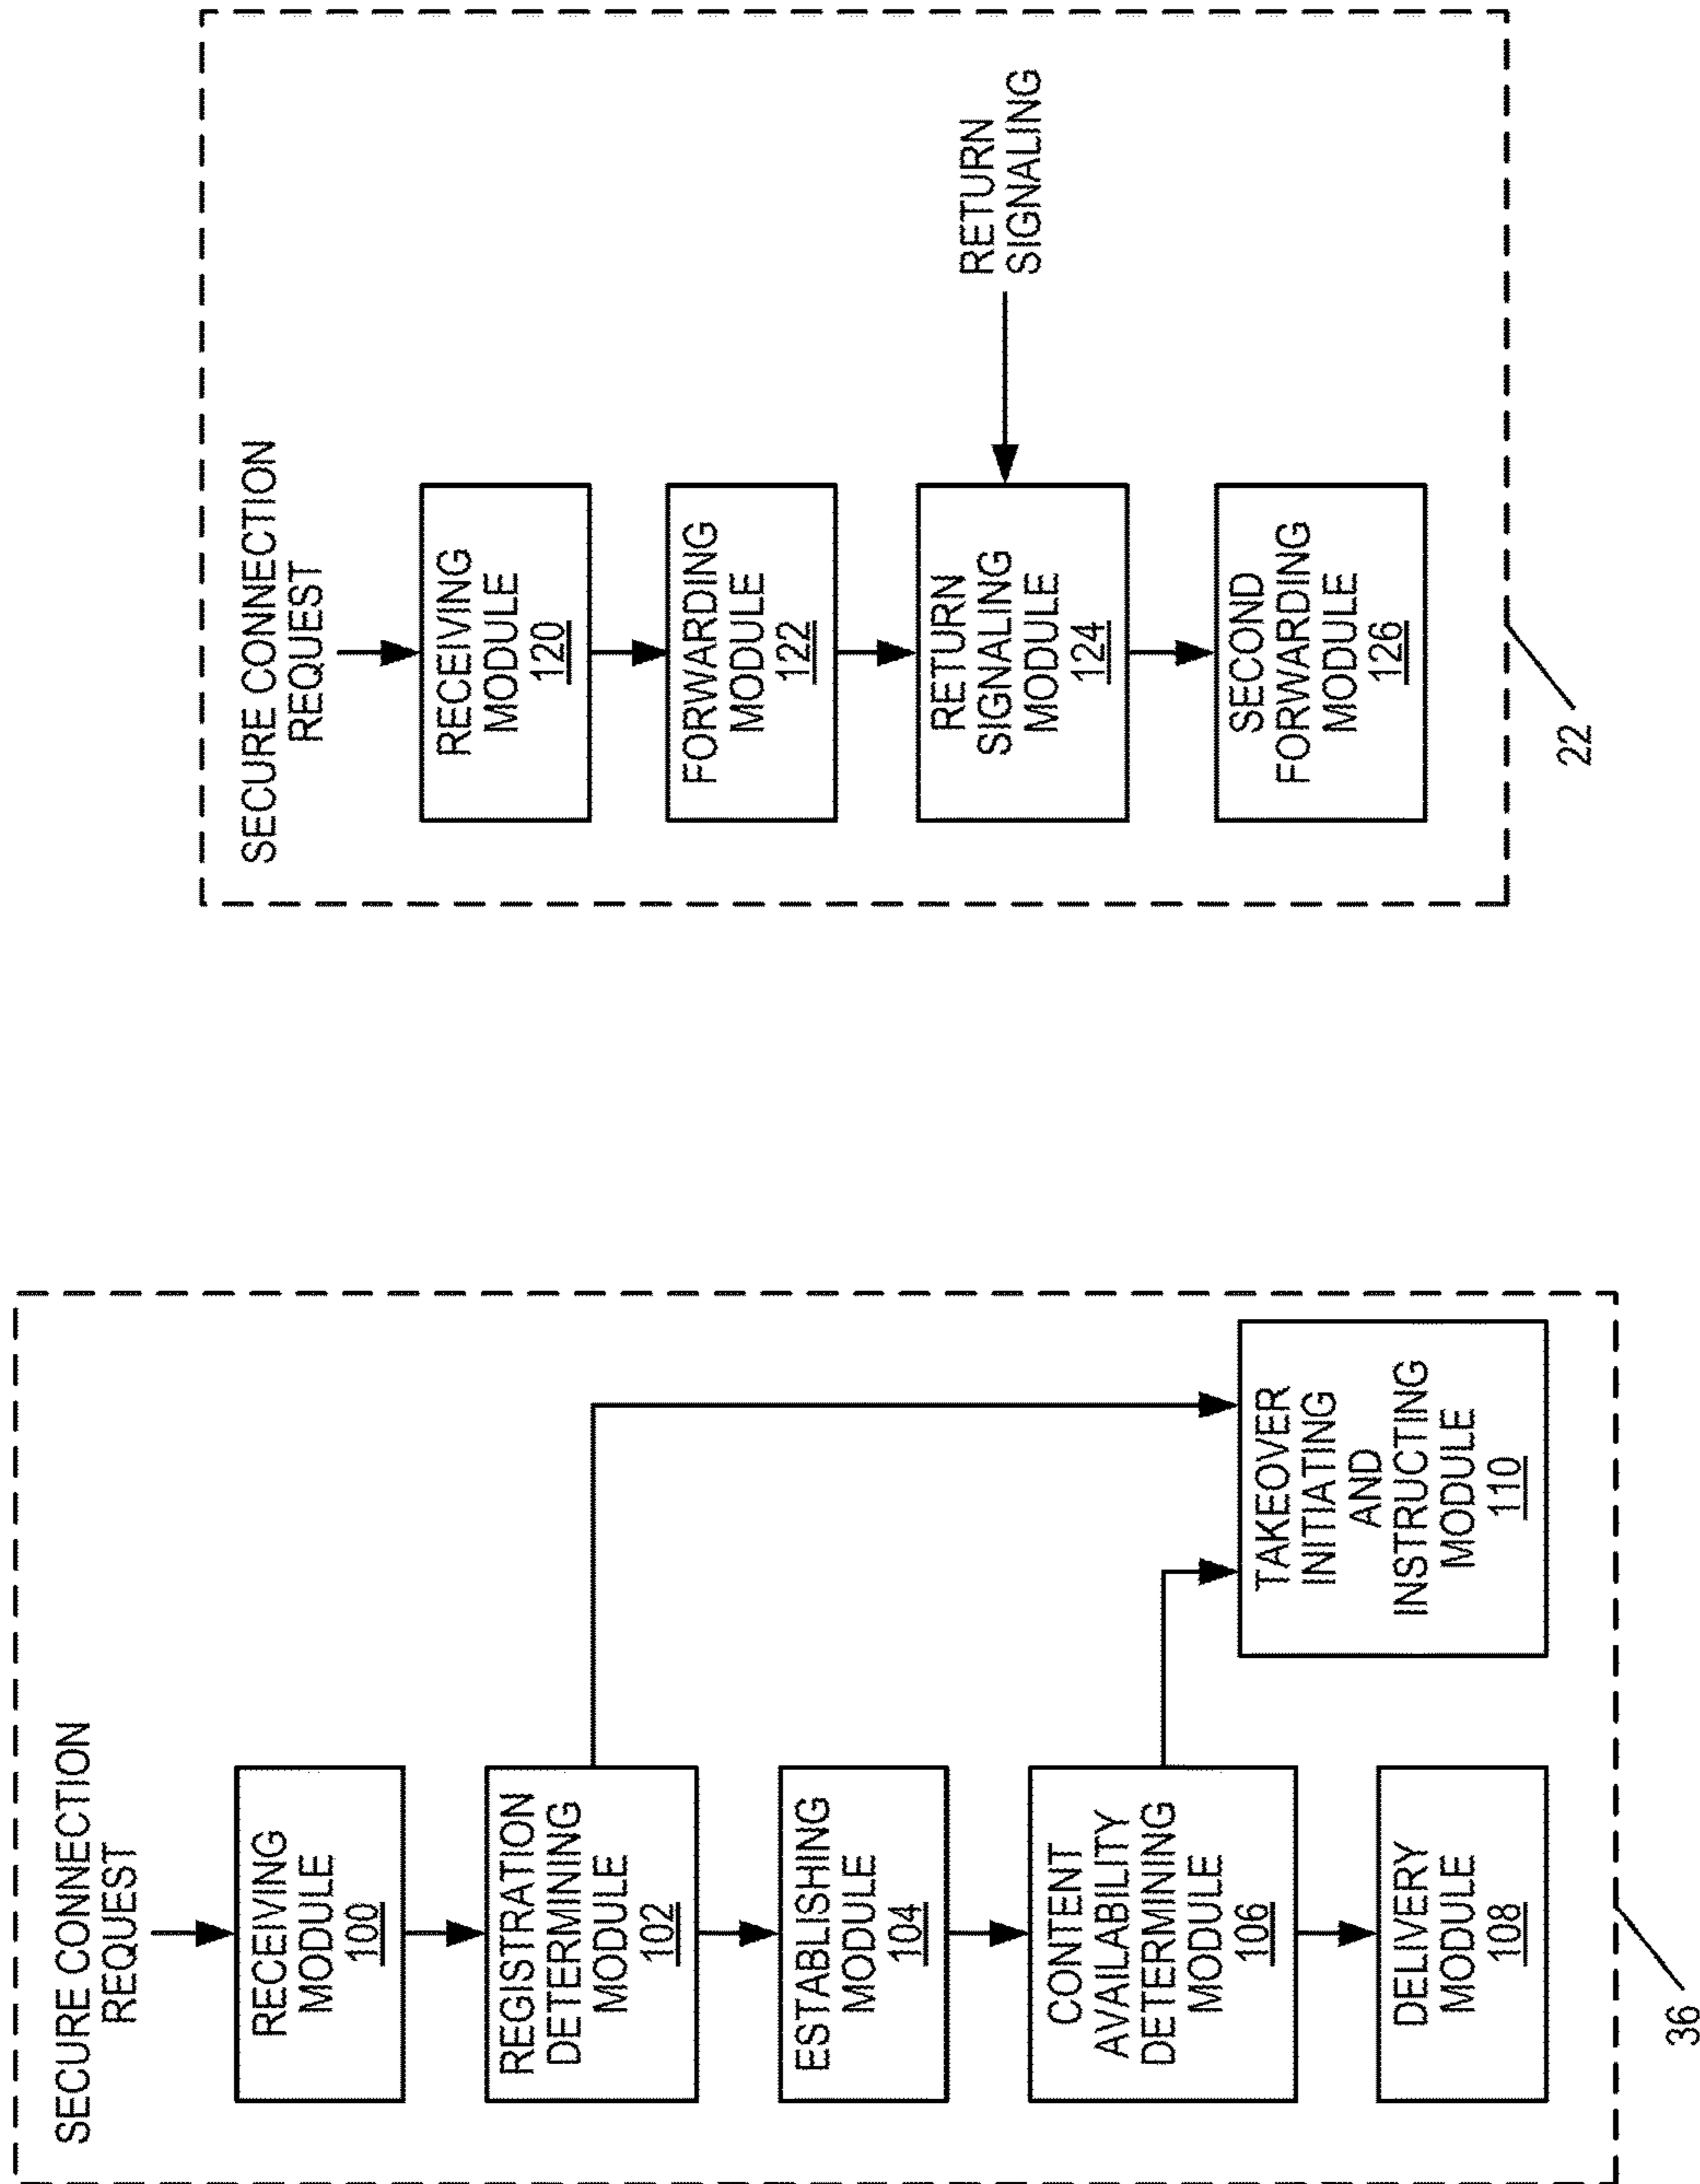 SECURE CONNECTION
REQUEST
RECEIVING
MODULE
100
REGISTRATION
DETERMINING
MODULE
102
ESTABLISHING
MODULE
104
CONTENT
AVAILABILITY
DETERMINING
MODULE
106
DELIVERY
MODULE
108
TAKEOVER
INITIATING
AND
INSTRUCTING
MODULE
110
36
SECURE CONNECTION
REQUEST
RECEIVING
MODULE
120
FORWARDING
MODULE
122
RETURN
SIGNALING
MODULE
124
RETURN
SIGNALING
SECOND
FORWARDING
MODULE
126
22